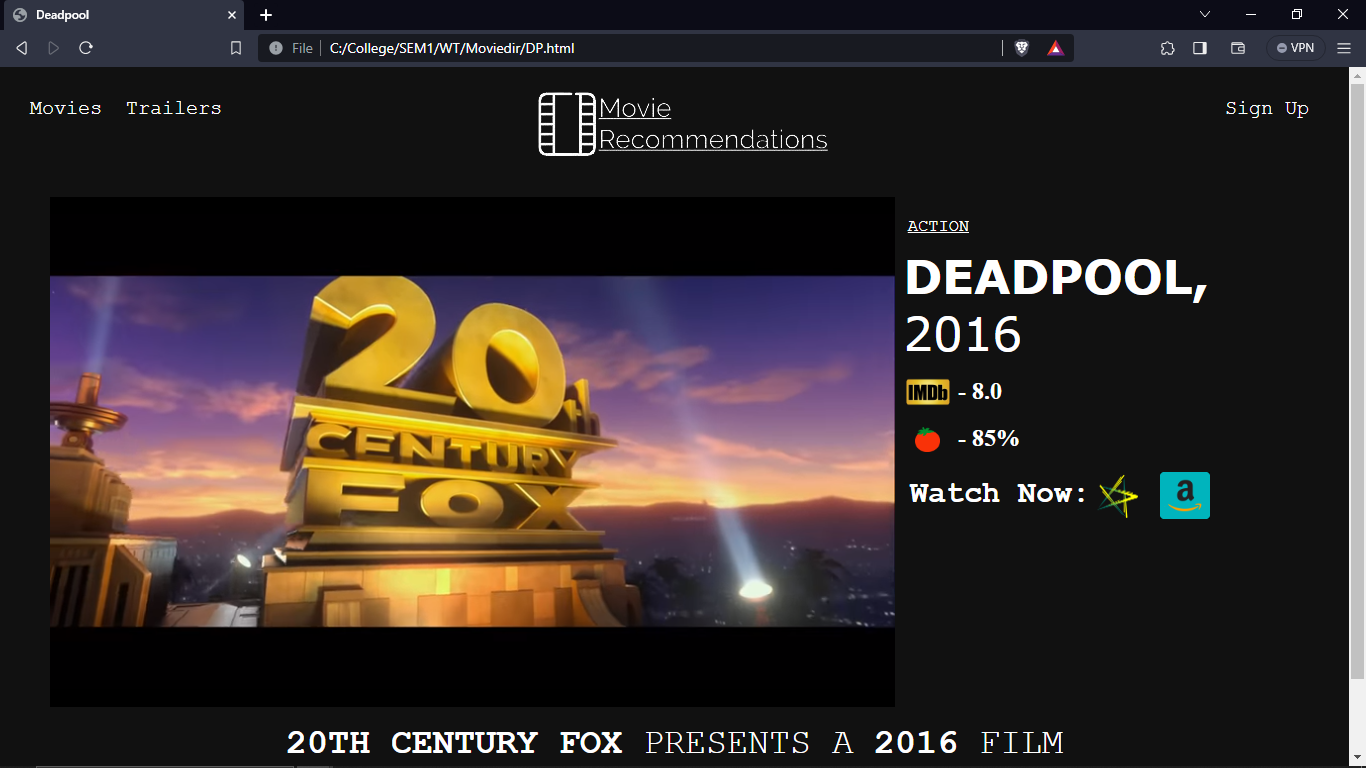 Deadpool
File C:/College/SEM1/WT/Moviedir/DP.html
VPN
Movies Trailers
Movie
Recommendations
Sign Up
20th
CENTURY
FOX
ACTION
DEADPOOL,
2016
IMDb - 8.0
- 85%
Watch Now: a
20TH CENTURY FOX PRESENTS A 2016 FILM